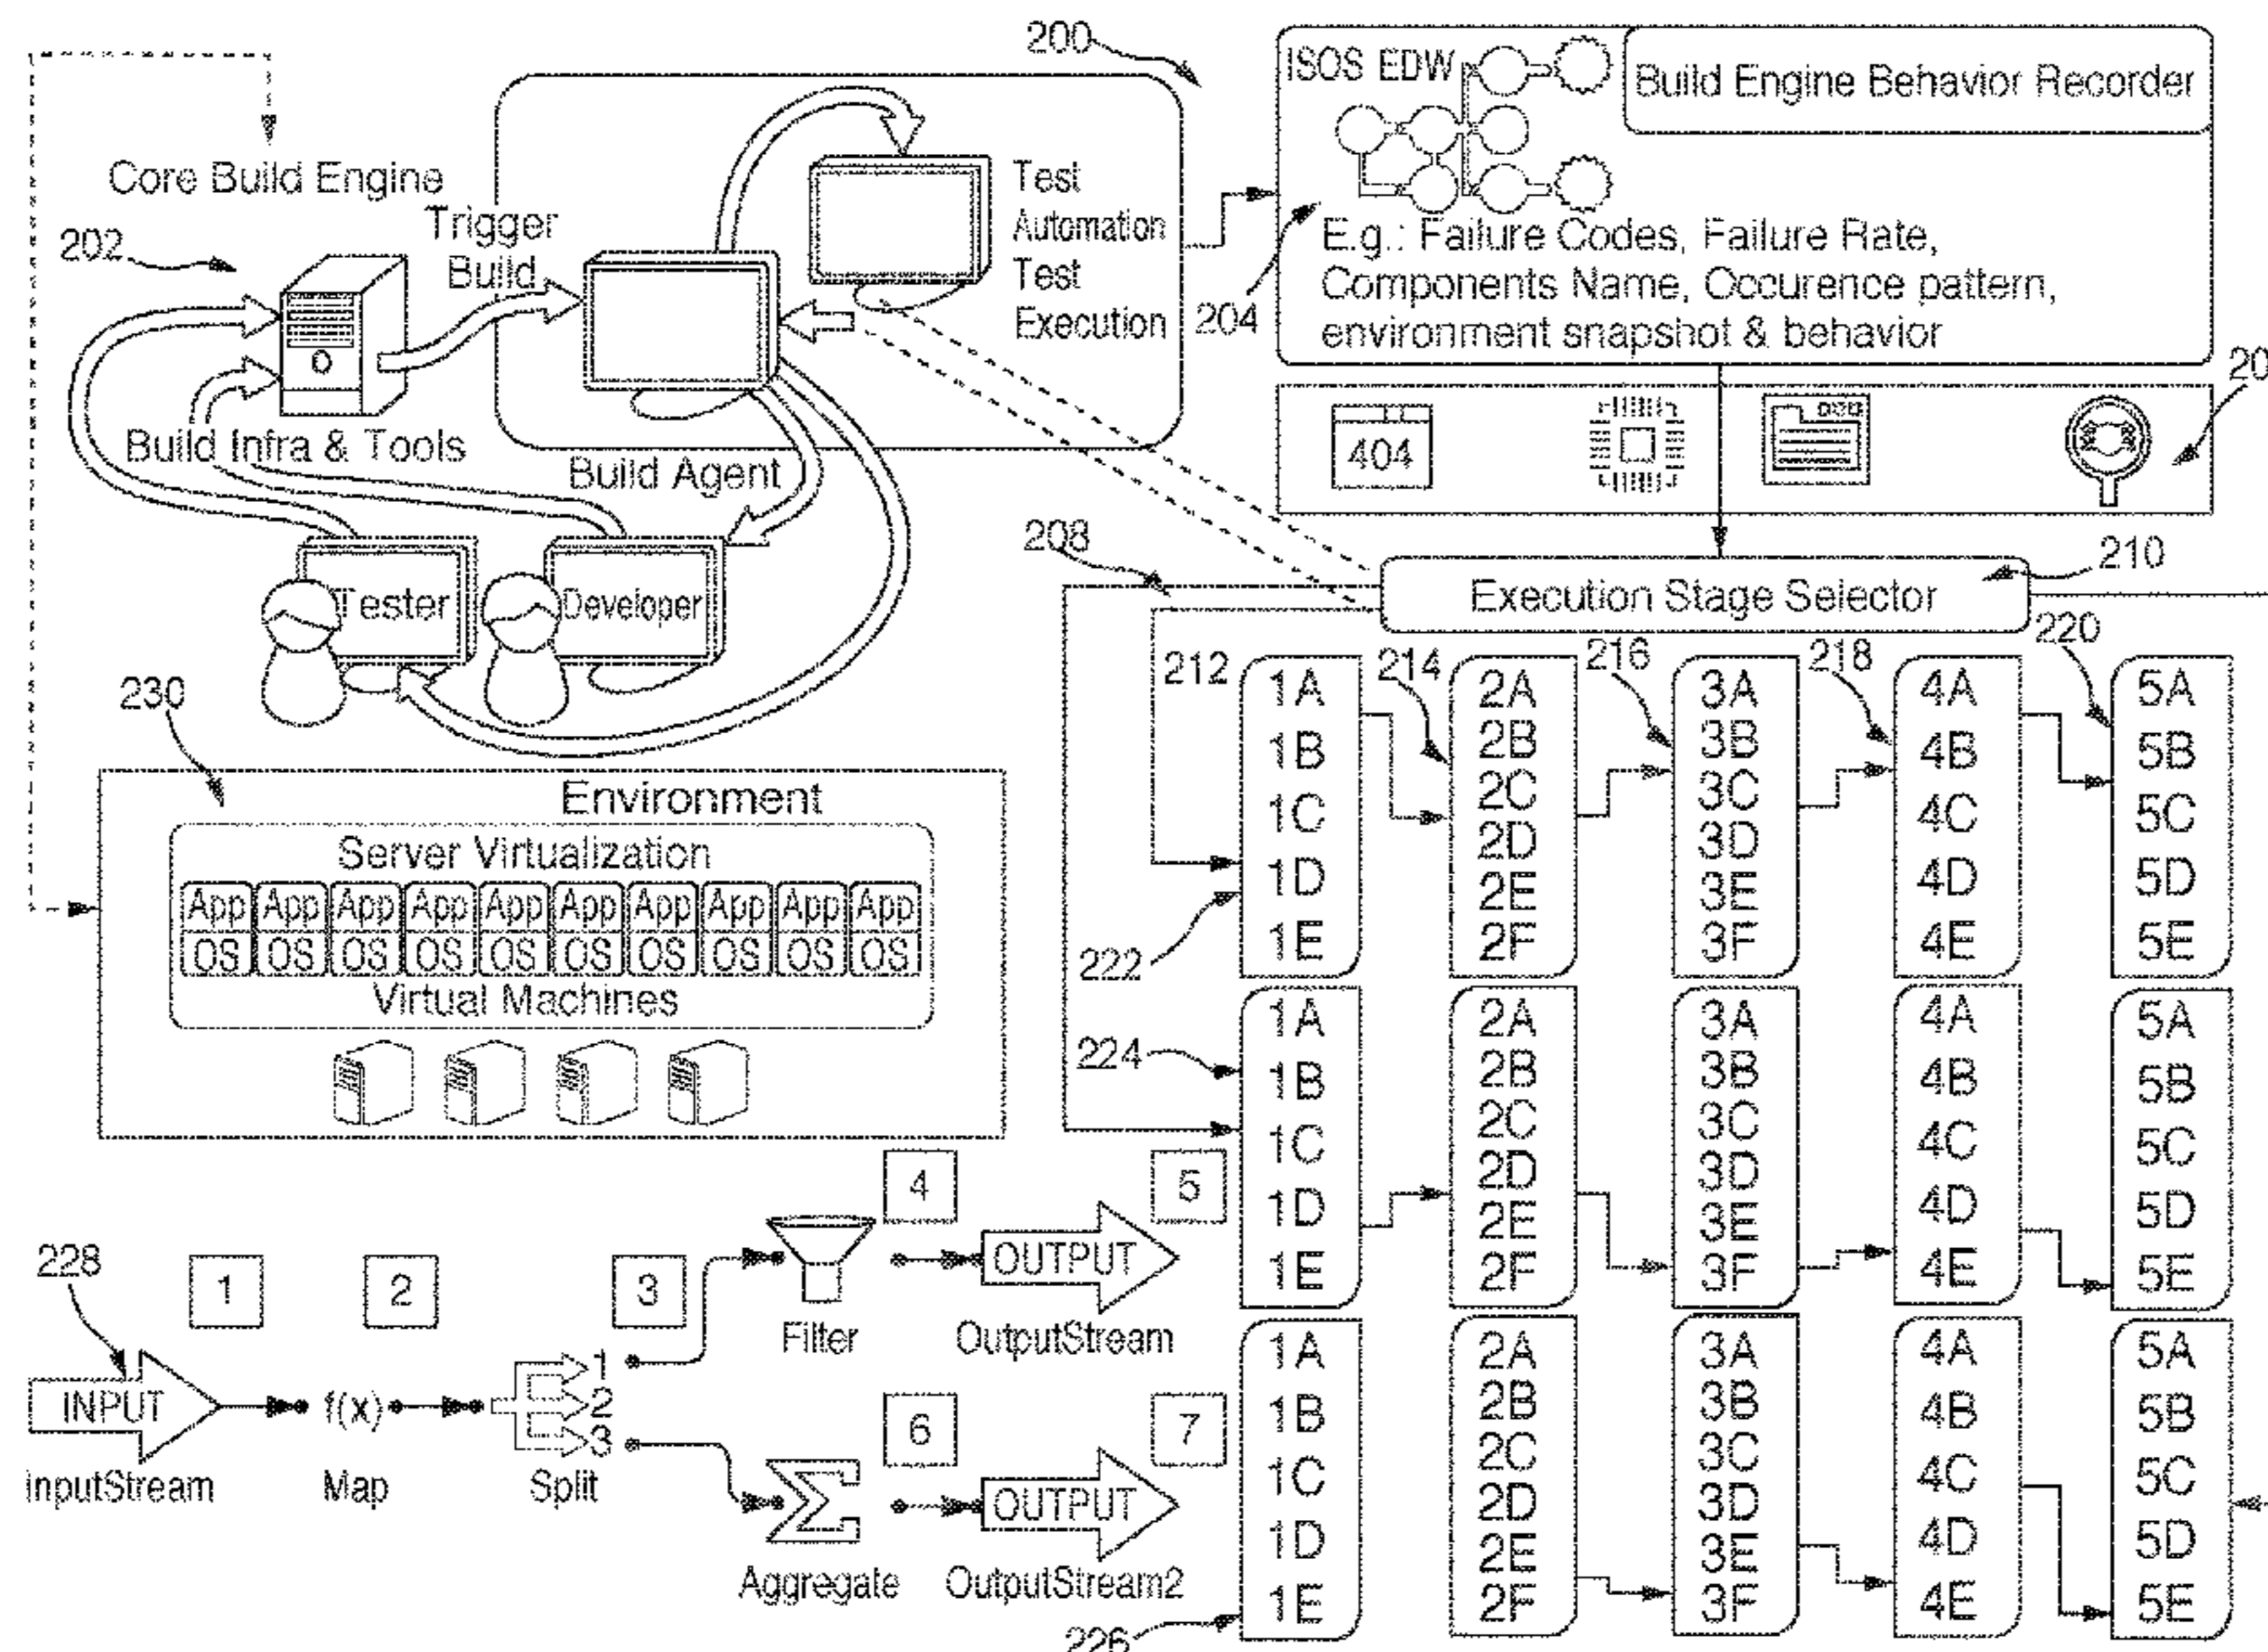 200
ISOS EDW
Build Engine Behavior Recorder
Core Build Engine
Test
Automation
Test
Execution
Trigger
Build
202
204
E.g.: Failure Codes, Failure Rate,
Components Name, Occurence pattern,
environment snapshot & behavior
404
Build Infra & Tools
Build Agent
Tester
Developer
208
210
Execution Stage Selector
230
Environment
Server Virtualization
App App App App App App App App App App
OS OS OS OS OS OS OS OS OS OS
Virtual Machines
212
214
216
218
220
222
224
226
1A
1B
1C
1D
1E
2A
2B
2C
2D
2E
2F
3A
3B
3C
3D
3E
3F
4A
4B
4C
4D
4E
5A
5B
5C
5D
5E
1A
1B
1C
1D
1E
2A
2B
2C
2D
2E
2F
3A
3B
3C
3D
3E
3F
4A
4B
4C
4D
4E
5A
5B
5C
5D
5E
1A
1B
1C
1D
1E
2A
2B
2C
2D
2E
2F
3A
3B
3C
3D
3E
3F
4A
4B
4C
4D
4E
5A
5B
5C
5D
5E
228
1
2
3
4
5
6
7
INPUT
inputStream
f(x)
Map
1
2
3
Split
Filter
OUTPUT
OutputStream
Aggregate
OUTPUT
OutputStream2